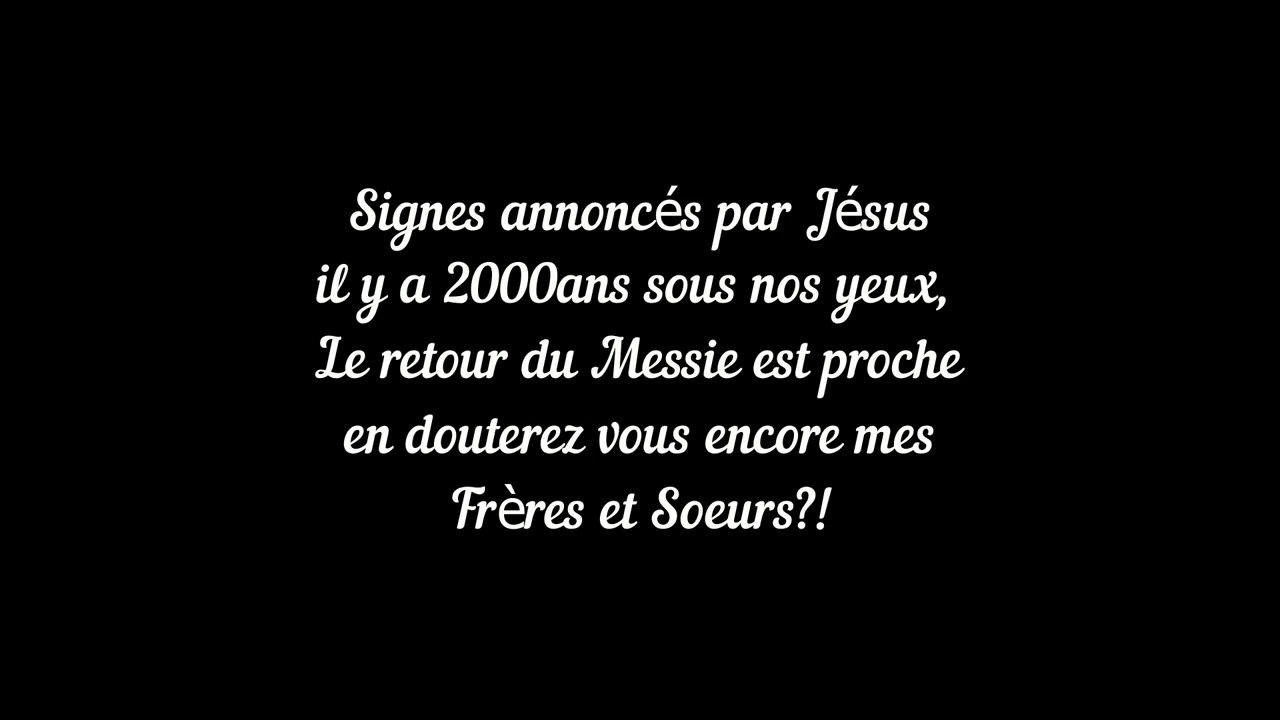 Signes annoncés par Jésus
il y a 2000ans sous nos yeux,
Le retour du Messie est proche
en douterez vous encore mes
Frères et Soeurs?!